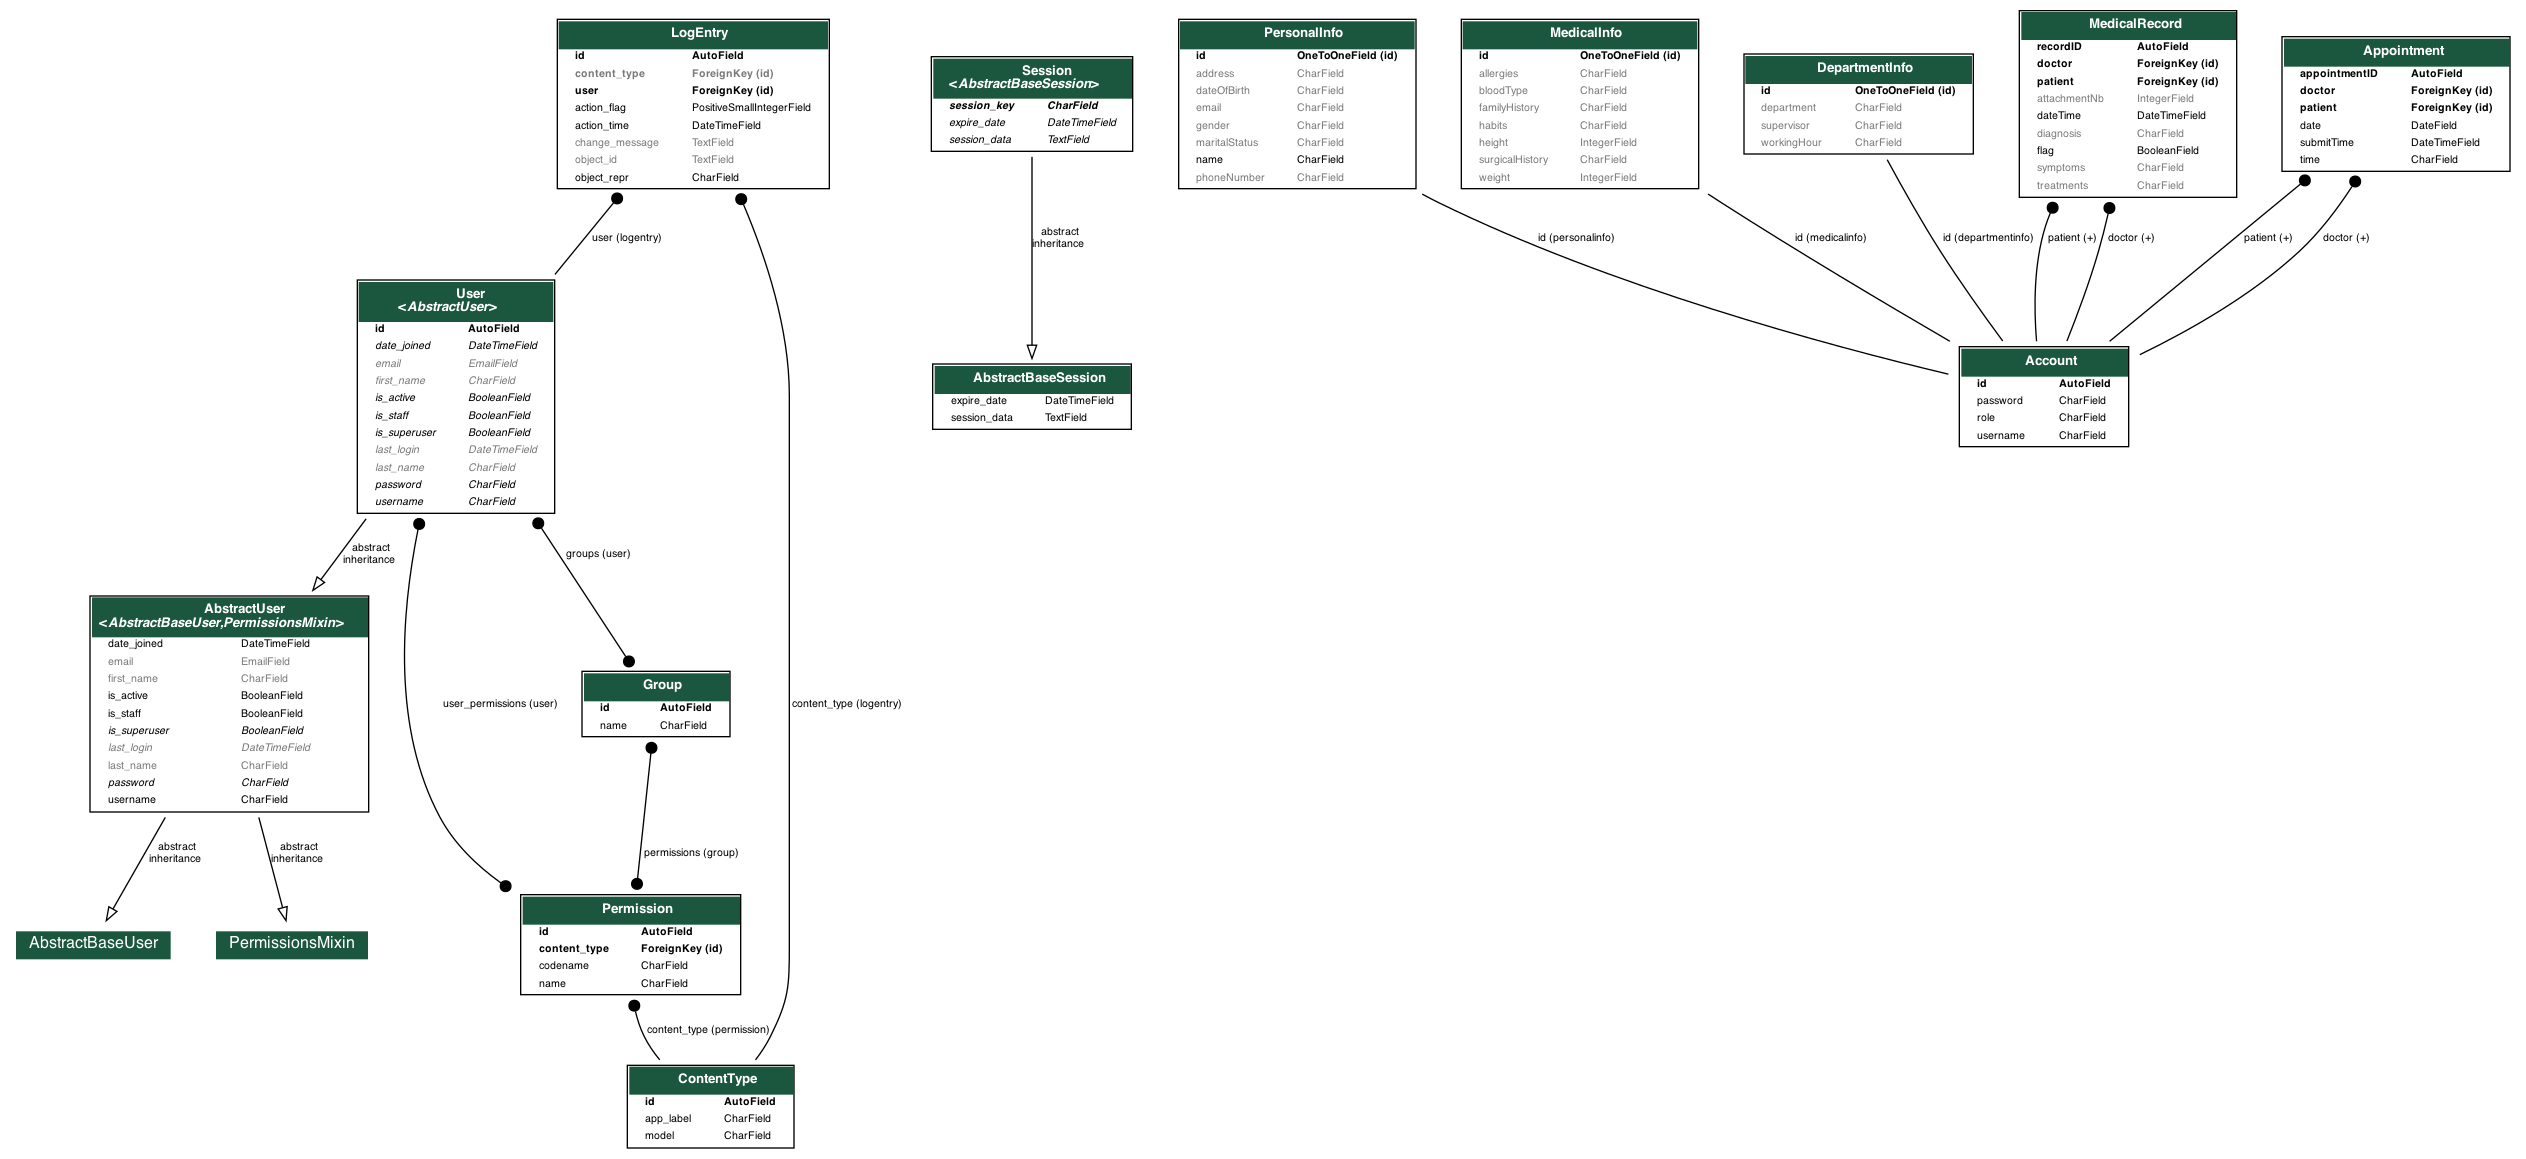 LogEntry
id AutoField
content_type ForeignKey (id)
user ForeignKey (id)
action_flag PositiveSmallIntegerField
action_time DateTimeField
change_message TextField
object_id TextField
object_repr CharField
Session
<AbstractBaseSession>
session_key CharField
expire_date DateTimeField
session_data TextField
PersonalInfo
id OneToOneField (id)
address CharField
dateOfBirth CharField
email CharField
gender CharField
maritalStatus CharField
name CharField
phoneNumber CharField
MedicalInfo
id OneToOneField (id)
allergies CharField
bloodType CharField
familyHistory CharField
habits CharField
height IntegerField
surgicalHistory CharField
weight IntegerField
DepartmentInfo
id OneToOneField (id)
department CharField
supervisor CharField
workingHour CharField
MedicalRecord
recordID AutoField
doctor ForeignKey (id)
patient ForeignKey (id)
attachmentNb IntegerField
dateTime DateTimeField
diagnosis CharField
flag BooleanField
symptoms CharField
treatments CharField
Appointment
appointmentID AutoField
doctor ForeignKey (id)
patient ForeignKey (id)
date DateField
submitTime DateTimeField
time CharField
user (logentry)
abstract
inheritance
id (personalinfo)
id (medicalinfo)
id (departmentinfo)
patient (+)
doctor (+)
patient (+)
doctor (+)
User
<AbstractUser>
id AutoField
date_joined DateTimeField
email EmailField
first_name CharField
is_active BooleanField
is_staff BooleanField
is_superuser BooleanField
last_login DateTimeField
last_name CharField
password CharField
username CharField
AbstractBaseSession
expire_date DateTimeField
session_data TextField
Account
id AutoField
password CharField
role CharField
username CharField
abstract
inheritance
groups (user)
AbstractUser
<AbstractBaseUser,PermissionsMixin>
date_joined DateTimeField
email EmailField
first_name CharField
is_active BooleanField
is_staff BooleanField
is_superuser BooleanField
last_login DateTimeField
last_name CharField
password CharField
username CharField
user_permissions (user)
Group
id AutoField
name CharField
content_type (logentry)
abstract
inheritance
abstract
inheritance
permissions (group)
AbstractBaseUser
PermissionsMixin
Permission
id AutoField
content_type ForeignKey (id)
codename CharField
name CharField
content_type (permission)
ContentType
id AutoField
app_label CharField
model CharField